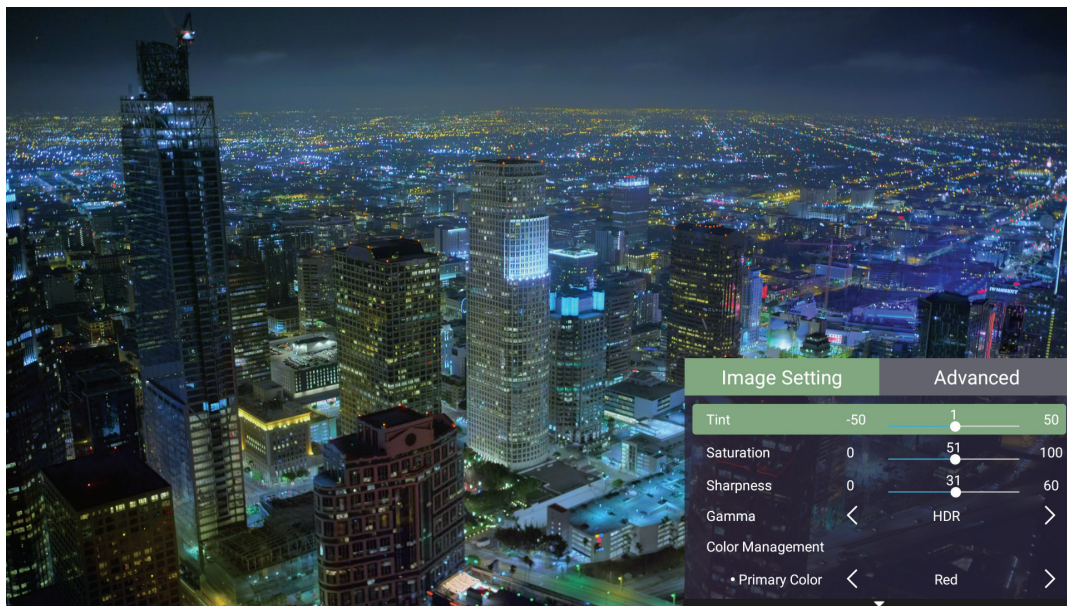 Image Setting Advanced
Tint -50 1 50
Saturation 0 51 100
Sharpness 0 31 60
Gamma HDR
Color Management
• Primary Color Red